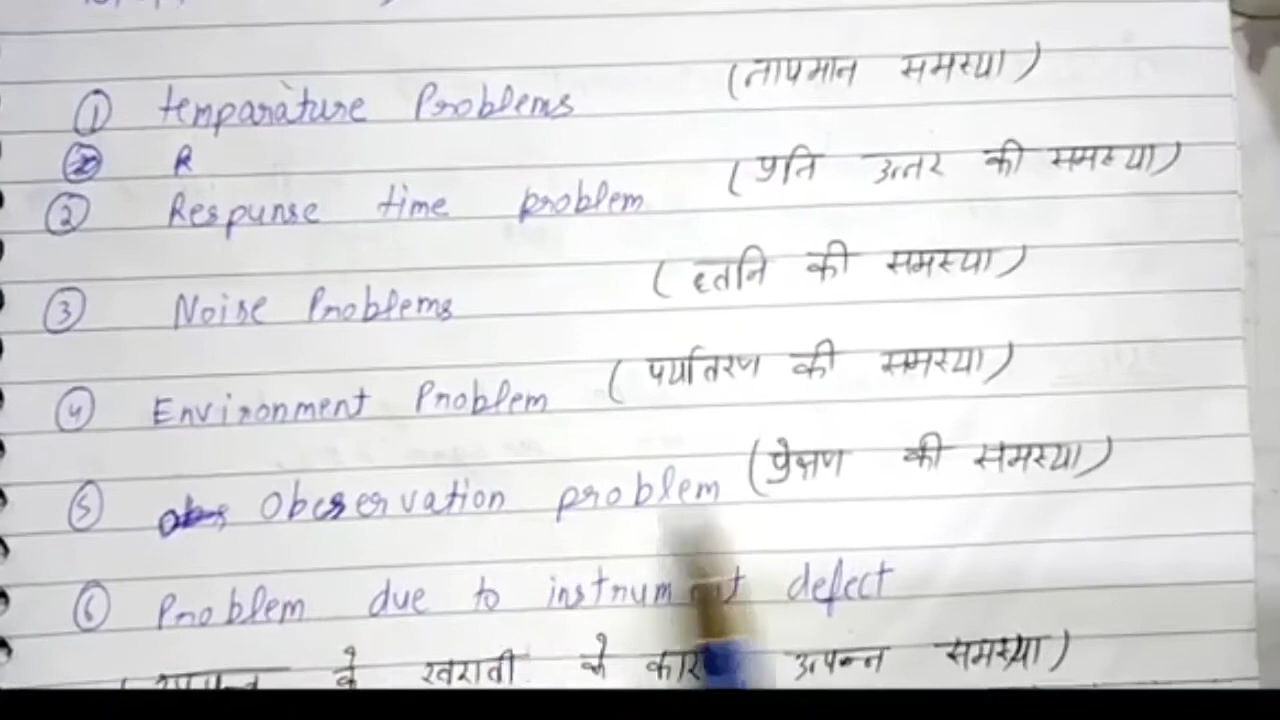 ① temparature Problems (तापमान समस्या)
R
② Respunse time problem (प्रति उत्तर की समस्या)
③ Noise Problems (ध्वनि की समस्या)
④ Environment Problem (पर्यावरण की समस्या)
⑤ Obcservation problem (प्रेक्षण की समस्या)
⑥ Problem due to instrument defect
के खराबी के कारण उत्पन्न समस्या)